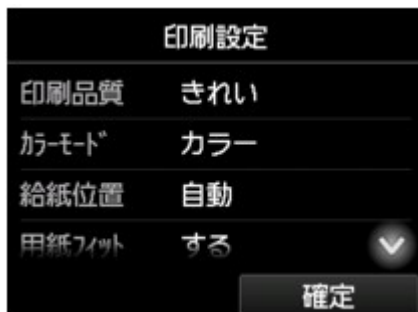 印刷設定
印刷品質 きれい
ｶﾗｰﾓｰﾄﾞ カラー
給紙位置 自動
用紙ﾌｨｯﾄ する
確定